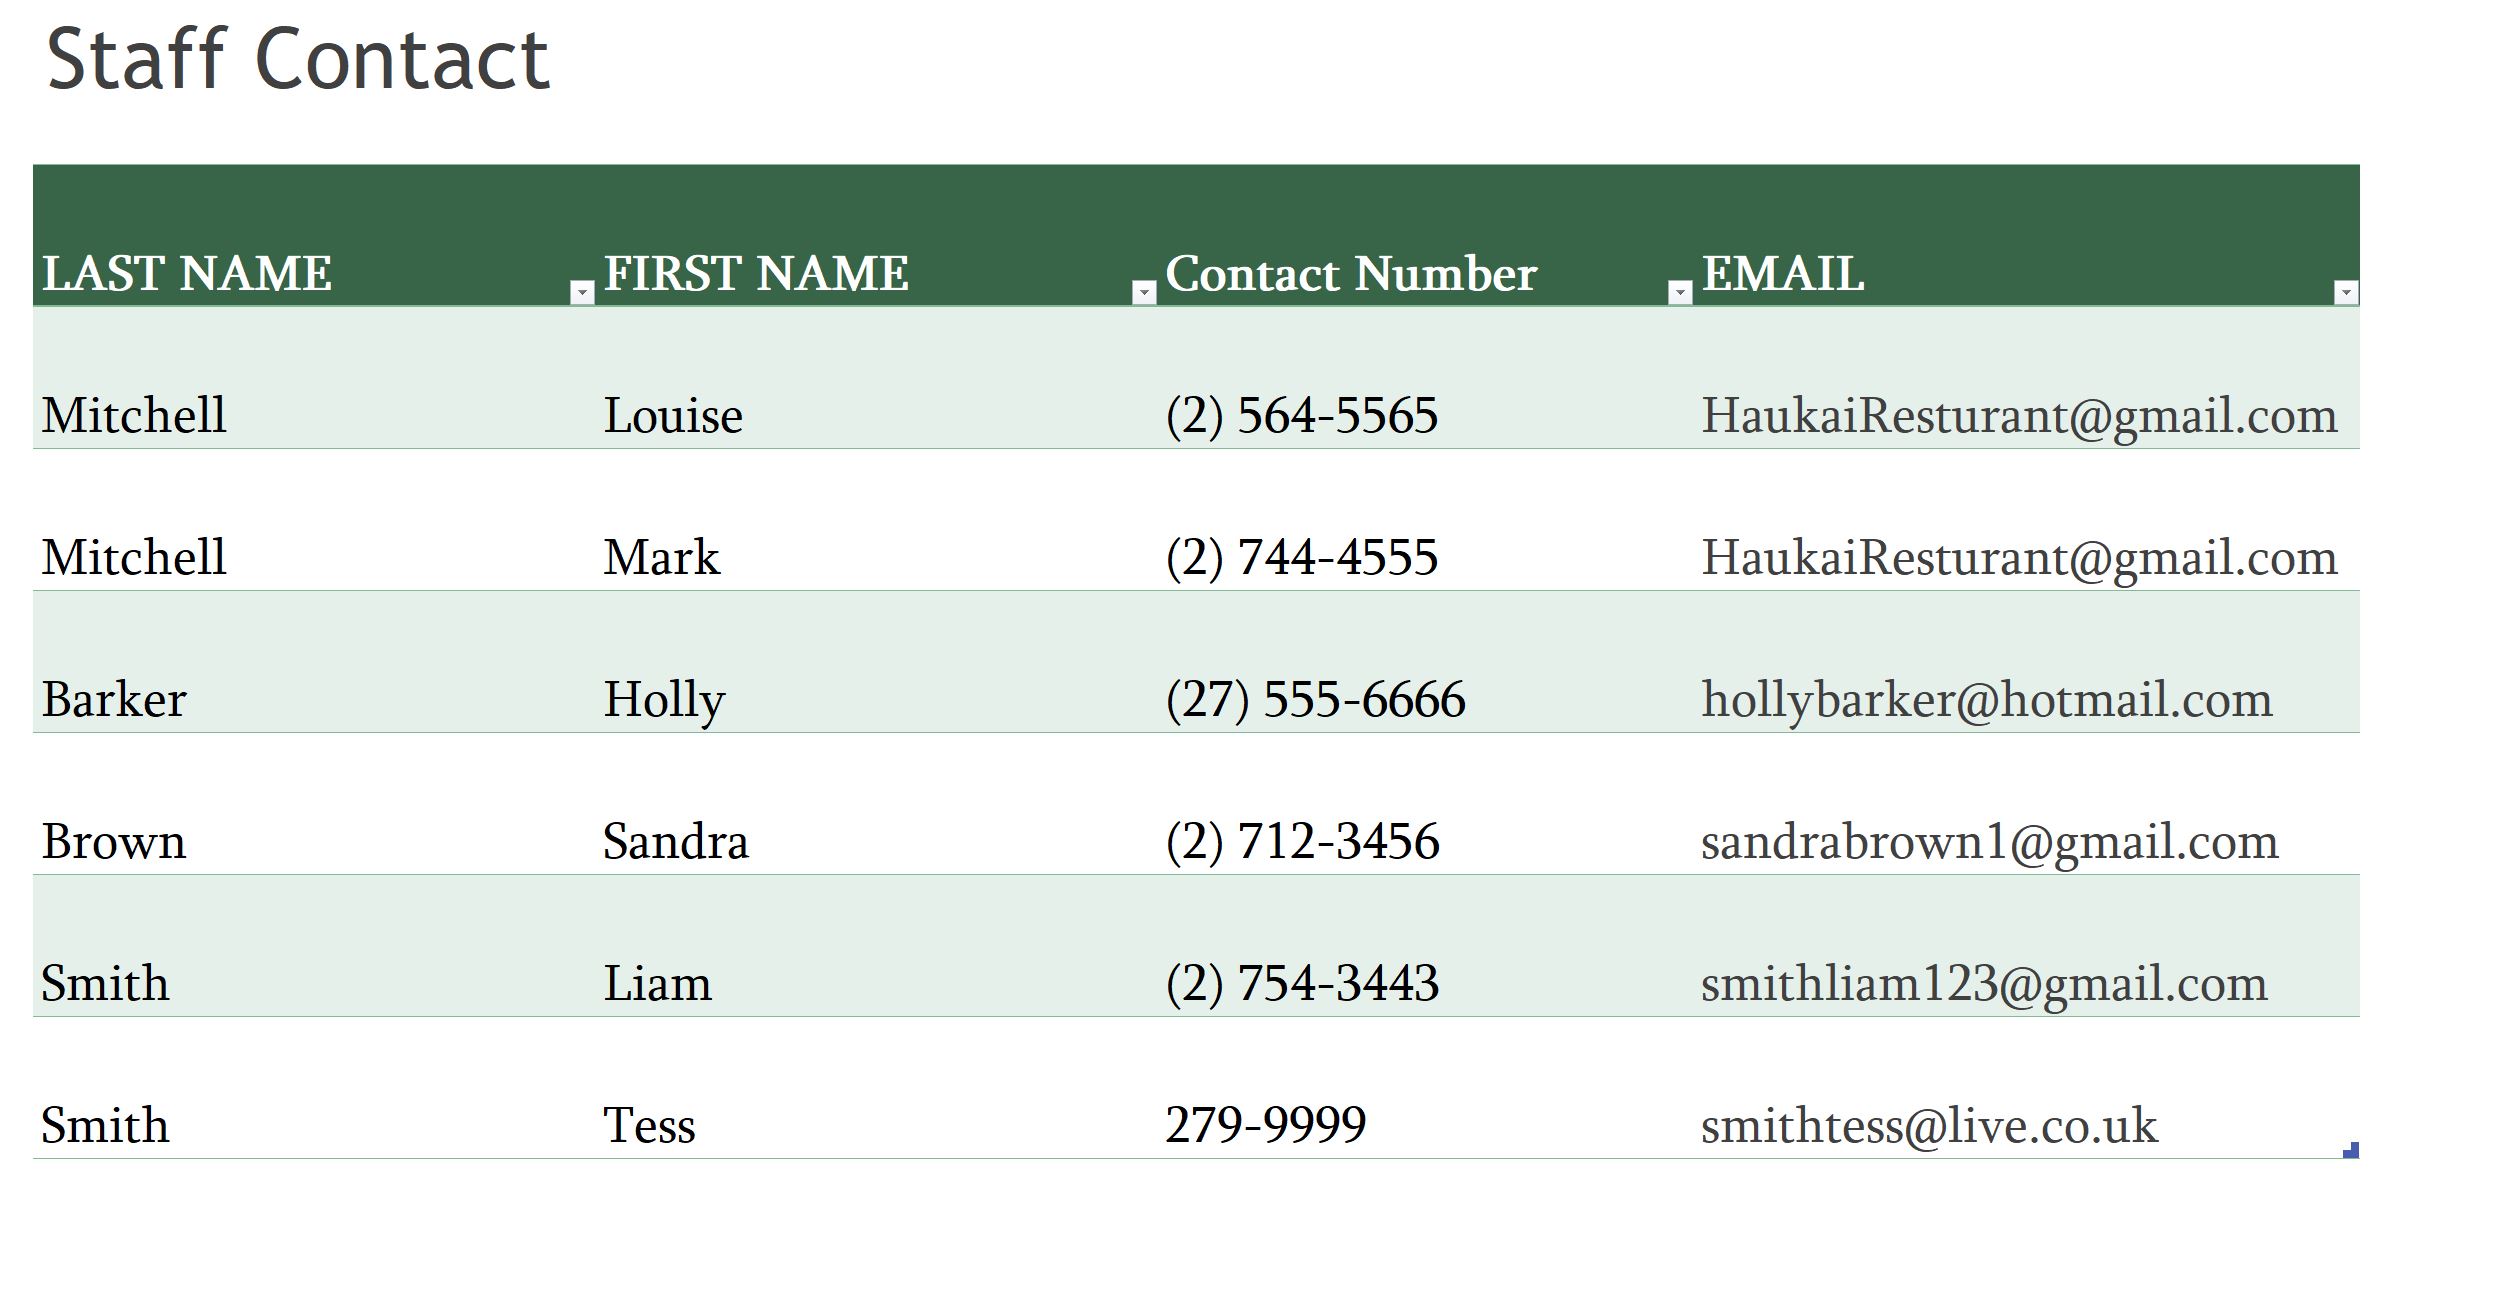 Staff Contact
LAST NAME FIRST NAME Contact Number EMAIL
Mitchell Louise (2) 564-5565 HaukaiResturant@gmail.com
Mitchell Mark (2) 744-4555 HaukaiResturant@gmail.com
Barker Holly (27) 555-6666 hollybarker@hotmail.com
Brown Sandra (2) 712-3456 sandrabrown1@gmail.com
Smith Liam (2) 754-3443 smithliam123@gmail.com
Smith Tess 279-9999 smithtess@live.co.uk